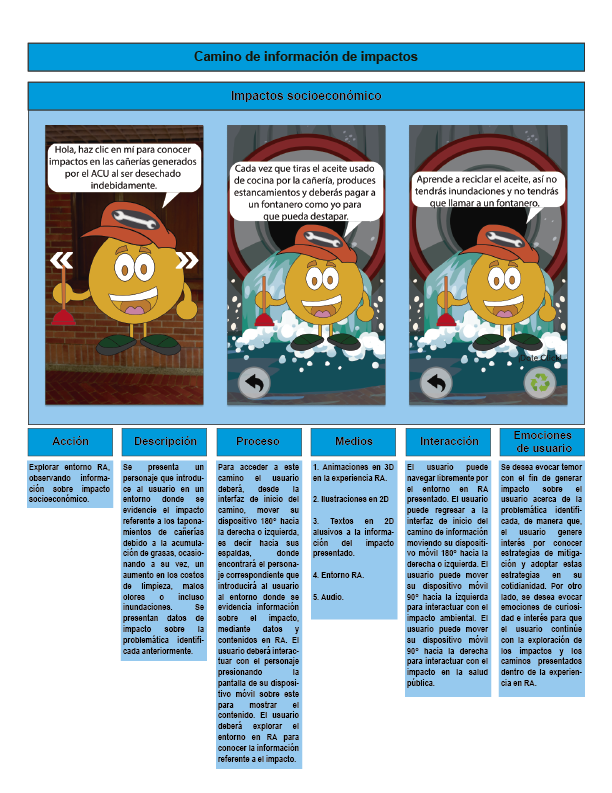 Camino de información de impactos
Impactos socioeconómico
Hola, haz clic en mí para conocer
impactos en las cañerías generados
por el ACU al ser desechado
indebidamente.
Cada vez que tiras el aceite usado
de cocina por la cañería, produces
estancamientos y deberás pagar a
un fontanero como yo para
que pueda destapar.
Aprende a reciclar el aceite, así no
tendrás inundaciones y no tendrás
que llamar a un fontanero.
¡Dale Click!
Acción
Explorar entorno RA,
observando informa-
ción sobre impacto
socioeconómico.
Descripción
Se presenta un
personaje que introdu-
ce al usuario en un
entorno donde se
evidencie el impacto
referente a los tapona-
mientos de cañerías
debido a la acumula-
ción de grasas, ocasio-
nando a su vez, un
aumento en los costos
de limpieza, malos
olores o incluso
inundaciones. Se
presentan datos de
impacto sobre la
problemática identifi-
cada anteriormente.
Proceso
Para acceder a este
camino el usuario
deberá, desde la
interfaz de inicio del
camino, mover su
dispositivo 180º hacia
la derecha o izquierda,
es decir hacia sus
espaldas, donde
encontrará el persona-
je correspondiente que
introducirá al usuario
al entorno donde se
evidencia información
sobre el impacto,
mediante datos y
contenidos en RA. El
usuario deberá interac-
tuar con el personaje
presionando la
pantalla de su disposi-
tivo móvil sobre este
para mostrar el
contenido. El usuario
deberá explorar el
entorno en RA para
conocer la información
referente a el impacto.
Medios
1. Animaciones en 3D
en la experiencia RA.
2. Ilustraciones en 2D
3. Textos en 2D
alusivos a la informa-
ción del impacto
presentado.
4. Entorno RA.
5. Audio.
Interacción
El usuario puede
navegar libremente por
el entorno en RA
presentado. El usuario
puede regresar a la
interfaz de inicio del
camino de información
moviendo su dispositi-
vo móvil 180º hacia la
derecha o izquierda. El
usuario puede mover
su dispositivo móvil
90º hacia la izquierda
para interactuar con el
impacto ambiental. El
usuario puede mover
su dispositivo móvil
90º hacia la derecha
para interactuar con el
impacto en la salud
pública.
Emociones
de usuario
Se desea evocar temor
con el fin de generar
impacto sobre el
usuario acerca de la
problemática identifi-
cada, de manera que,
el usuario genere
interés por conocer
estrategias de mitiga-
ción y adoptar estas
estrategias en su
cotidianidad. Por otro
lado, se desea evocar
emociones de curiosi-
dad e interés para que
el usuario continúe
con la exploración de
los impactos y los
caminos presentados
dentro de la experien-
cia en RA.